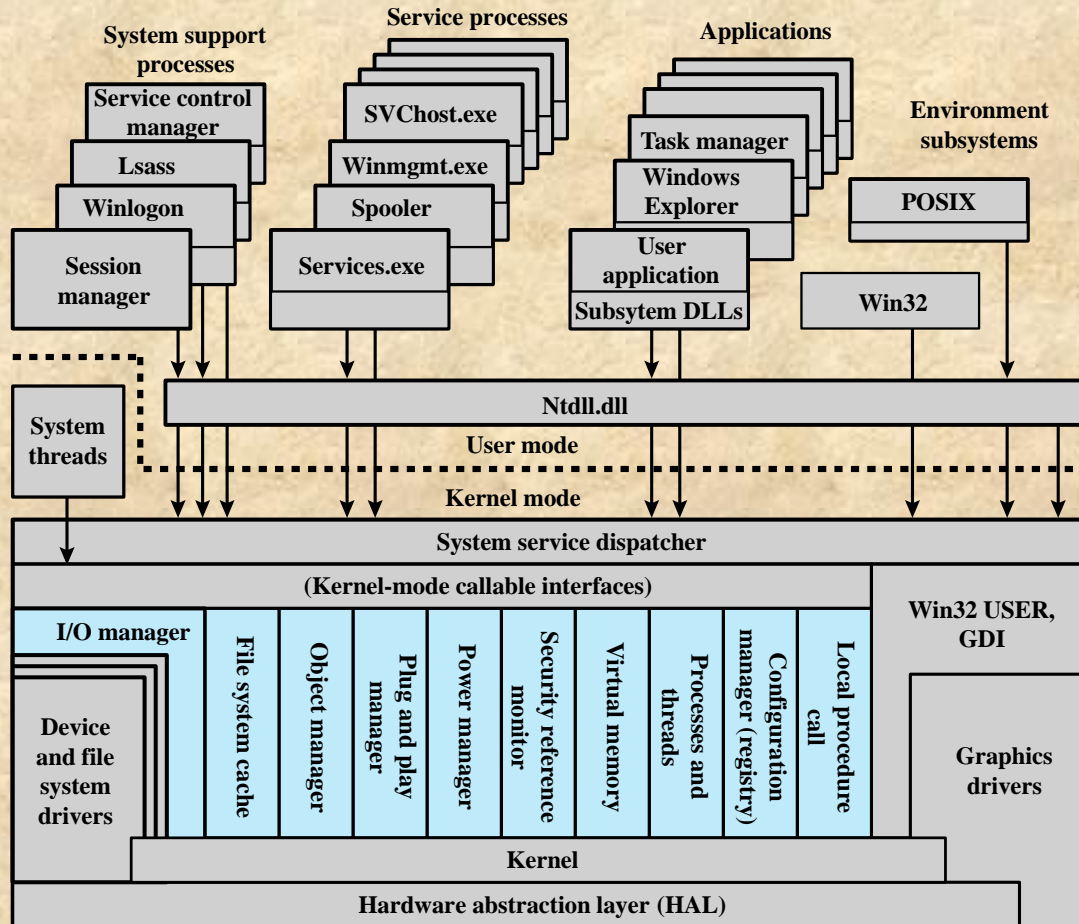 System support
processes
Service processes
Applications
Environment
subsystems
Service control
manager
Lsass
Winlogon
Session
manager
SVChost.exe
Winmgmt.exe
Spooler
Services.exe
Task manager
Windows
Explorer
User
application
Subsytem DLLs
POSIX
Win32
System
threads
Ntdll.dll
User mode
Kernel mode
System service dispatcher
(Kernel-mode callable interfaces)
Win32 USER,
GDI
I/O manager
Device
and file
system
drivers
File system cache
Object manager
Plug and play
manager
Power manager
Security reference
monitor
Virtual memory
Processes and
threads
Configuration
manager (registry)
Local procedure
call
Graphics
drivers
Kernel
Hardware abstraction layer (HAL)